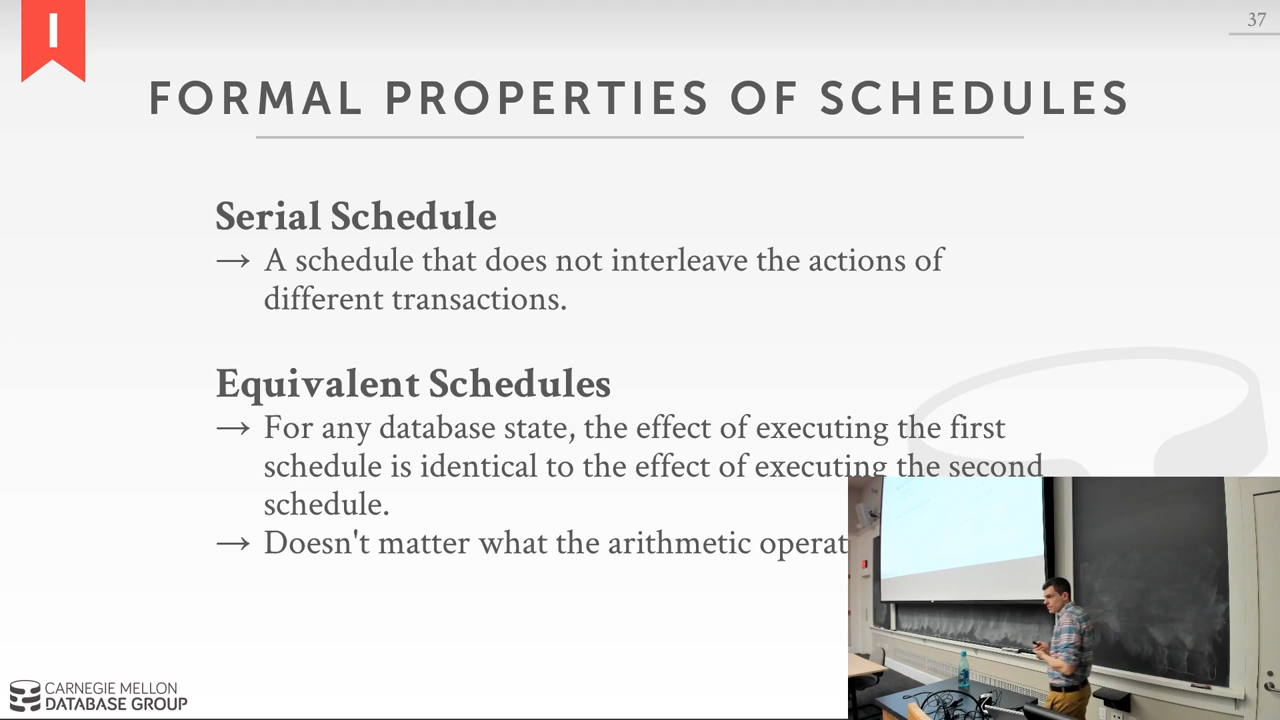 I
37
FORMAL PROPERTIES OF SCHEDULES
Serial Schedule
→ A schedule that does not interleave the actions of
different transactions.
Equivalent Schedules
→ For any database state, the effect of executing the first
schedule is identical to the effect of executing the second
schedule.
→ Doesn't matter what the arithmetic operat
CARNEGIE MELLON
DATABASE GROUP